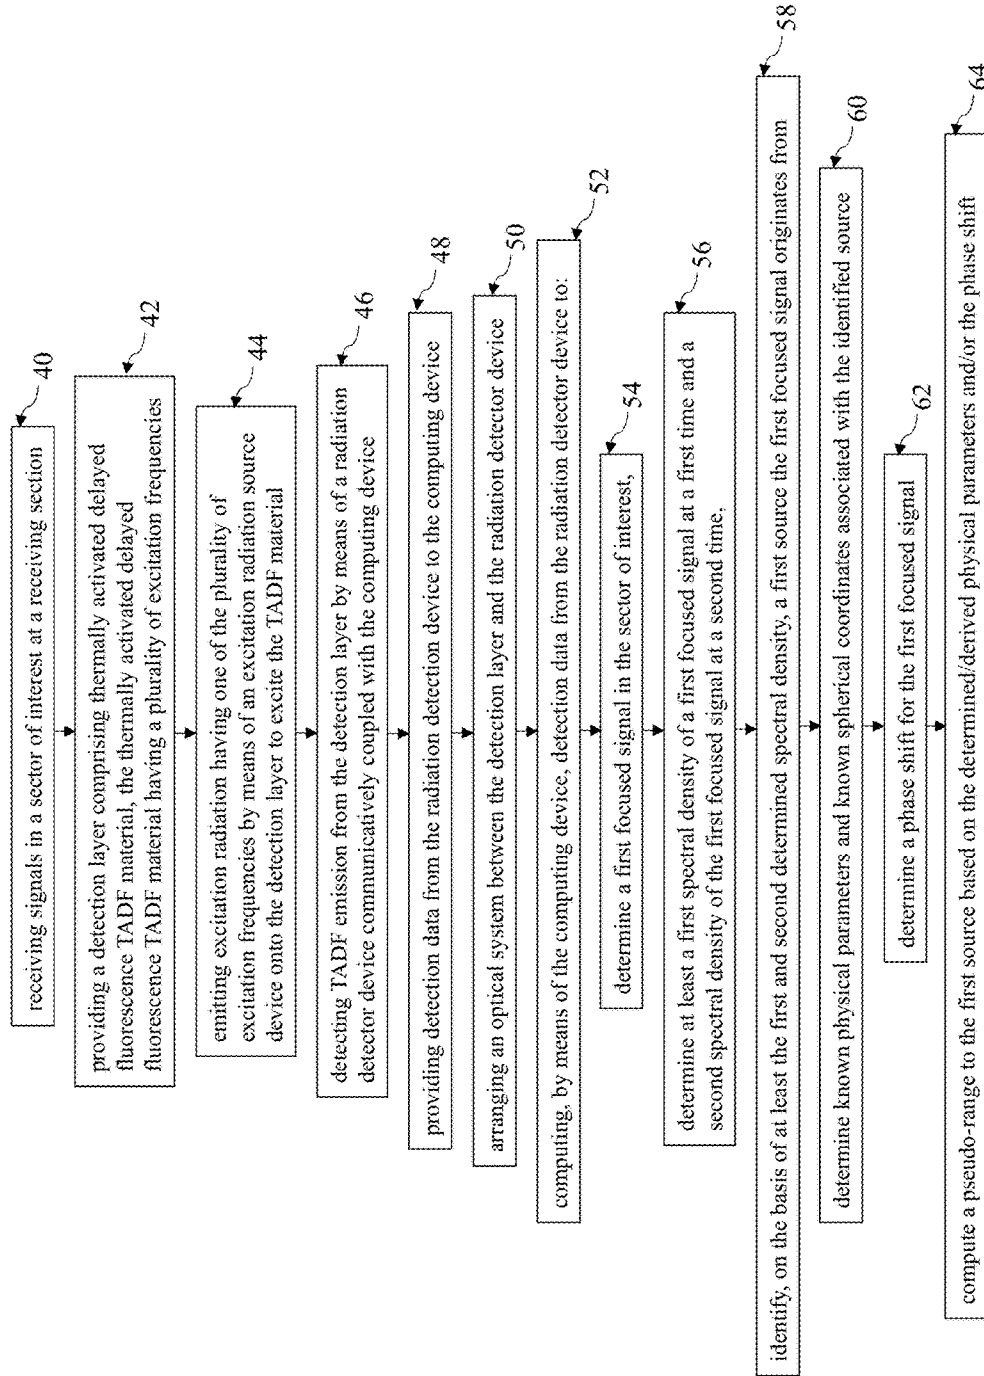 receiving signals in a sector of interest at a receiving section
40
providing a detection layer comprising thermally activated delayed
fluorescence TADF material, the thermally activated delayed
fluorescence TADF material having a plurality of excitation frequencies
42
emitting excitation radiation having one of the plurality of
excitation frequencies by means of an excitation radiation source
device onto the detection layer to excite the TADF material
44
detecting TADF emission from the detection layer by means of a radiation
detector device communicatively coupled with the computing device
46
providing detection data from the radiation detection device to the computing device
48
arranging an optical system between the detection layer and the radiation detector device
50
computing, by means of the computing device, detection data from the radiation detector device to:
52
determine a first focused signal in the sector of interest,
54
determine at least a first spectral density of a first focused signal at a first time and a
second spectral density of the first focused signal at a second time,
56
identify, on the basis of at least the first and second determined spectral density, a first source the first focused signal originates from
58
determine known physical parameters and known spherical coordinates associated with the identified source
60
determine a phase shift for the first focused signal
62
compute a pseudo-range to the first source based on the determined/derived physical parameters and/or the phase shift
64